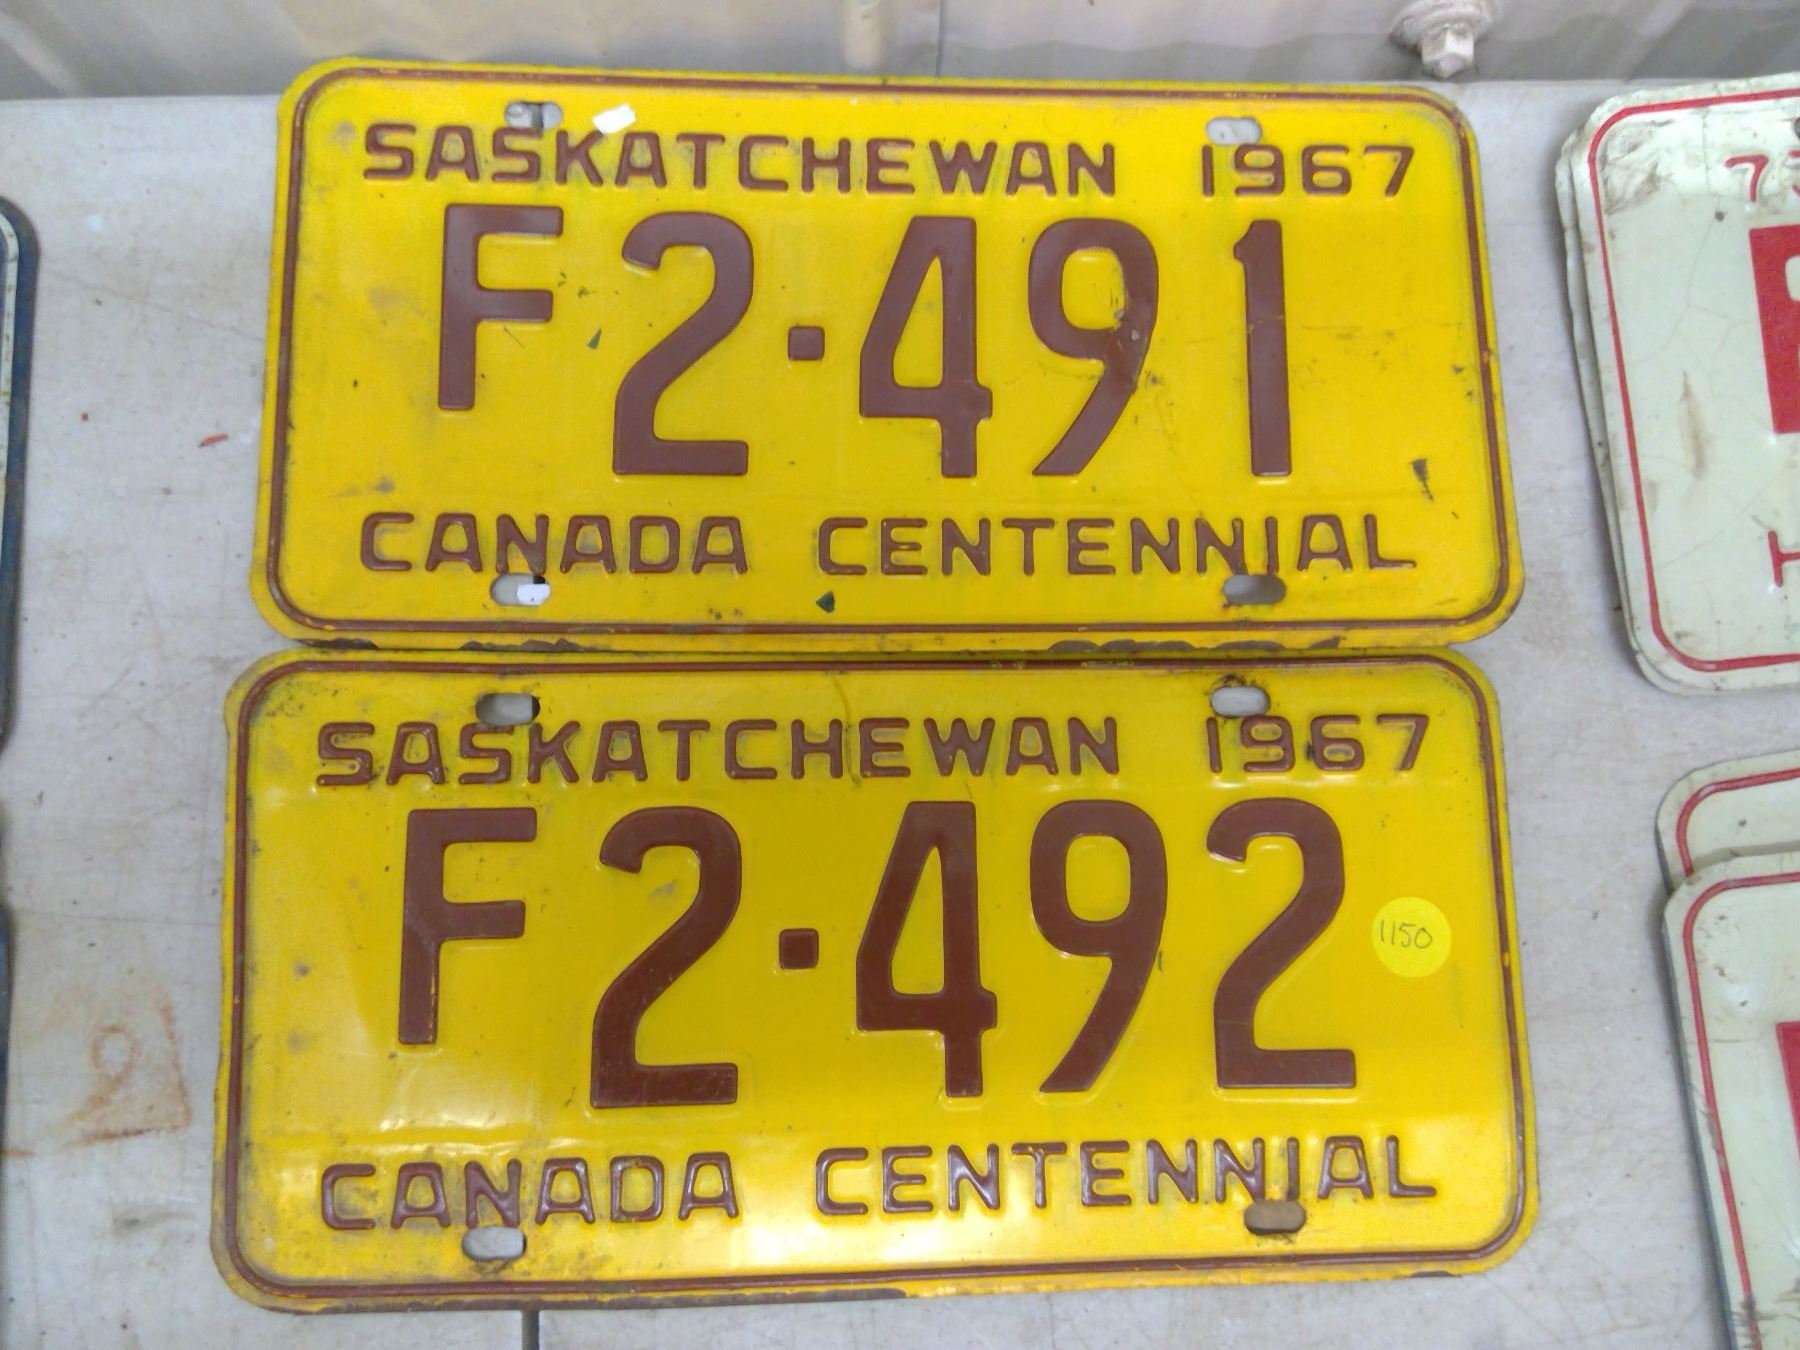 SASKATCHEWAN 1967
F2·491
CANADA CENTENNIAL
SASKATCHEWAN 1967
F2·492
1150
CANADA CENTENNIAL